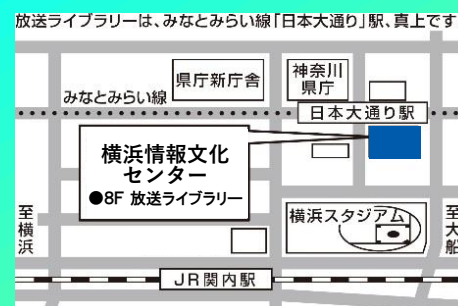 放送ライブラリーは、みなとみらい線「日本大通り」駅、真上です
県庁新庁舎
神奈川
県庁
みなとみらい線
日本大通り駅
横浜情報文化
センター
●8F 放送ライブラリー
至横浜
横浜スタジアム
至大船
JR関内駅